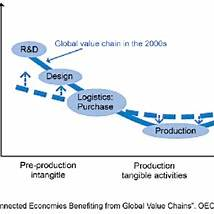 R&D
Global value chain in the 2000s
Design
Logistics:
Purchase
Production
Pre-production
intangible
Production
tangible activities
nnected Economies Benefiting from Global Value Chains". OEC